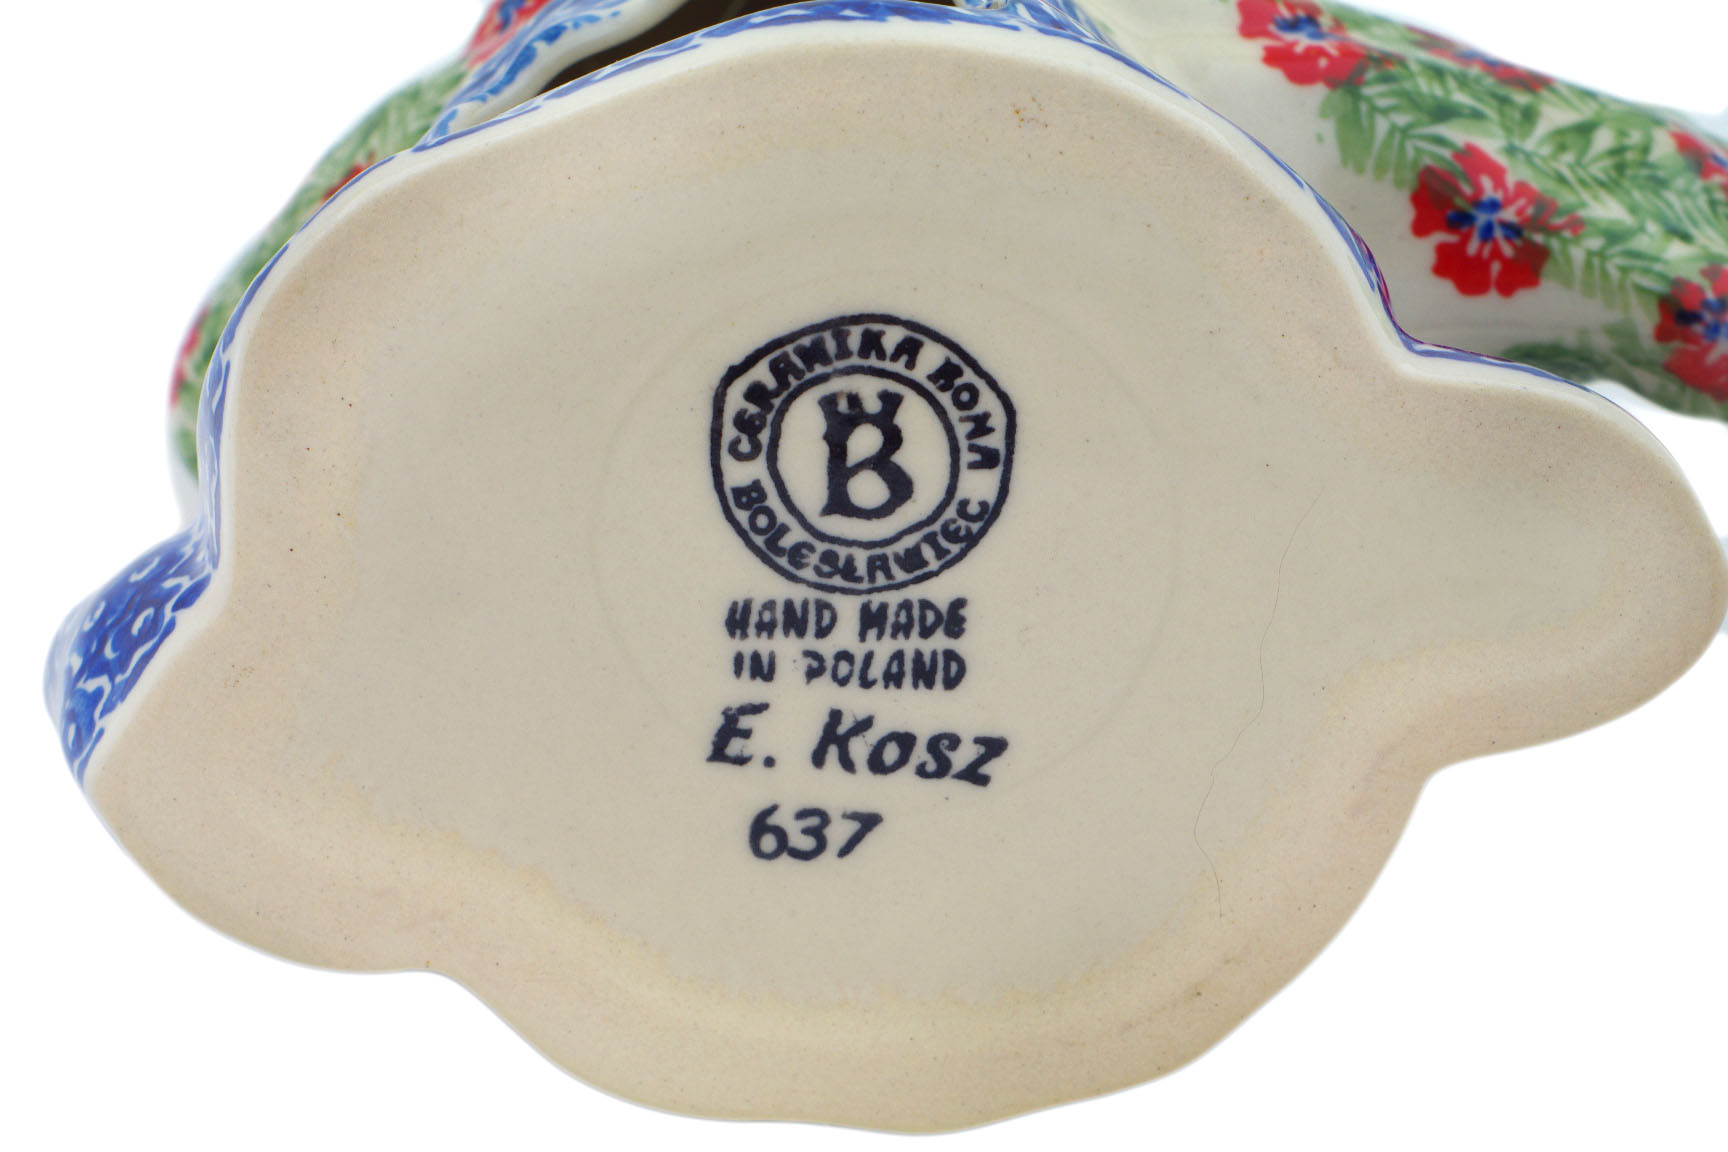 CERAMIKA BONA
B
BOLESŁAWIEC
HAND MADE
IN POLAND
E. Kosz
637